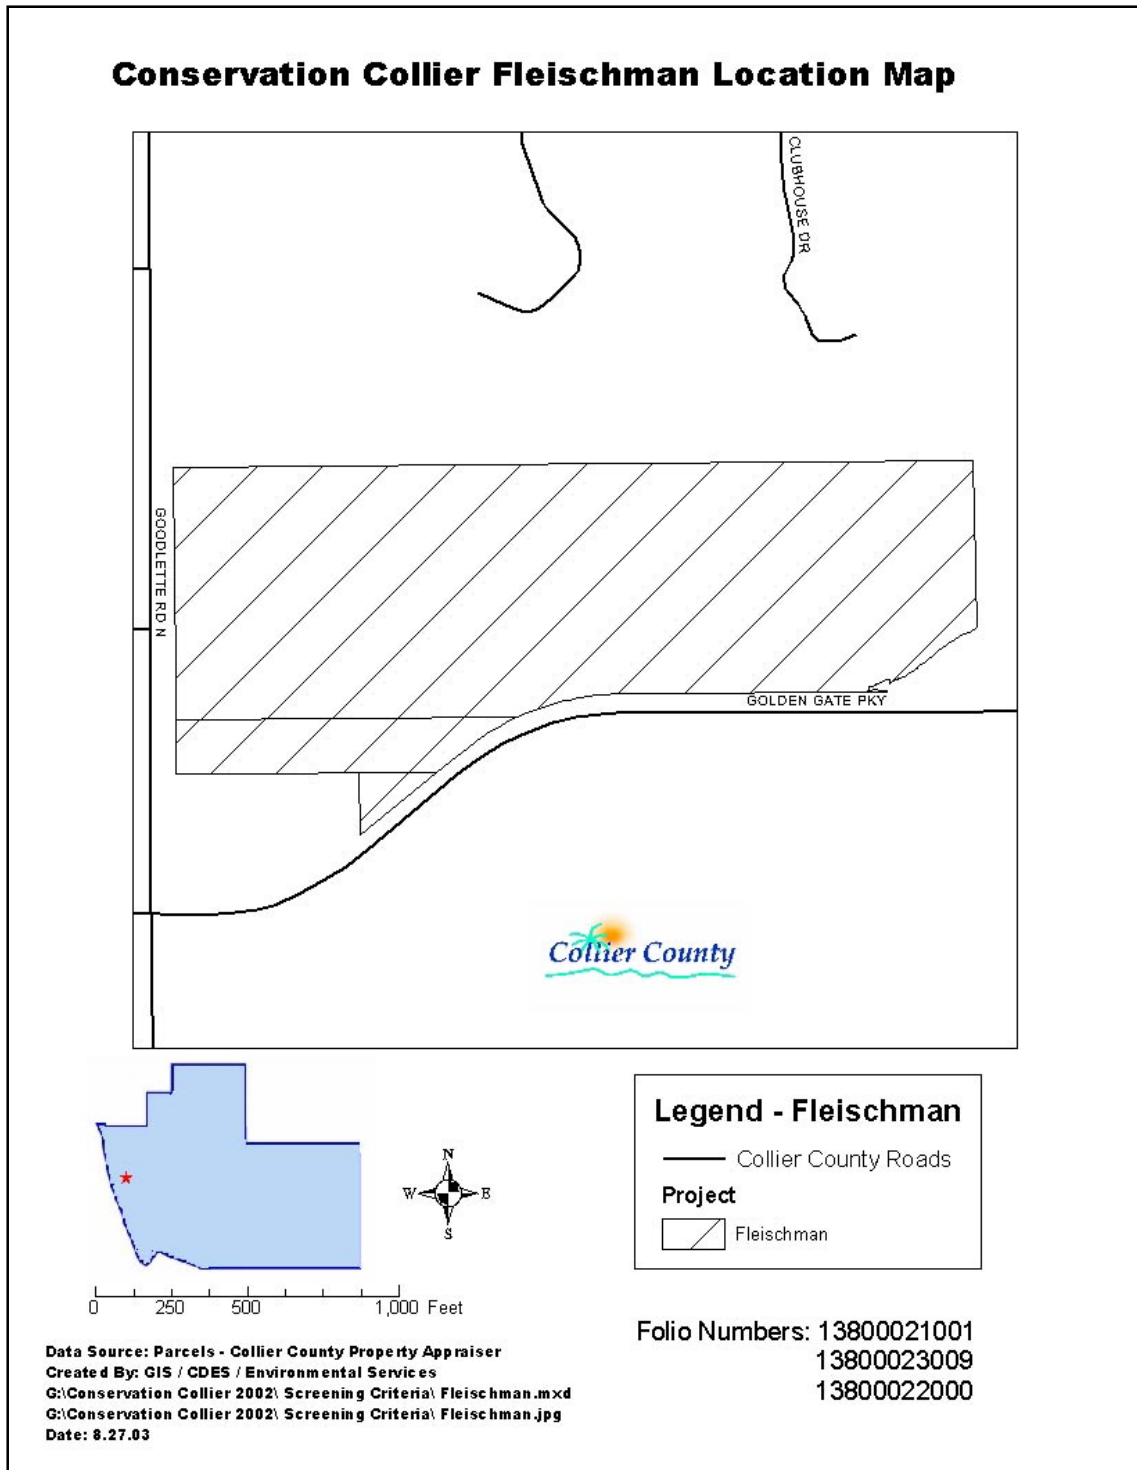 Conservation Collier Fleischman Location Map
CLUBHOUSE DR
GOODLETTE RD N
GOLDEN GATE PKY
Collier County
Legend - Fleischman
Collier County Roads
Project
Fleischman
N
W E
S
0 250 500 1,000 Feet
Folio Numbers: 13800021001
13800023009
13800022000
Data Source: Parcels - Collier County Property Appraiser
Created By: GIS / CDES / Environmental Services
G:\Conservation Collier 2002\ Screening Criteria\ Fleischman.mxd
G:\Conservation Collier 2002\ Screening Criteria\ Fleischman.jpg
Date: 8.27.03